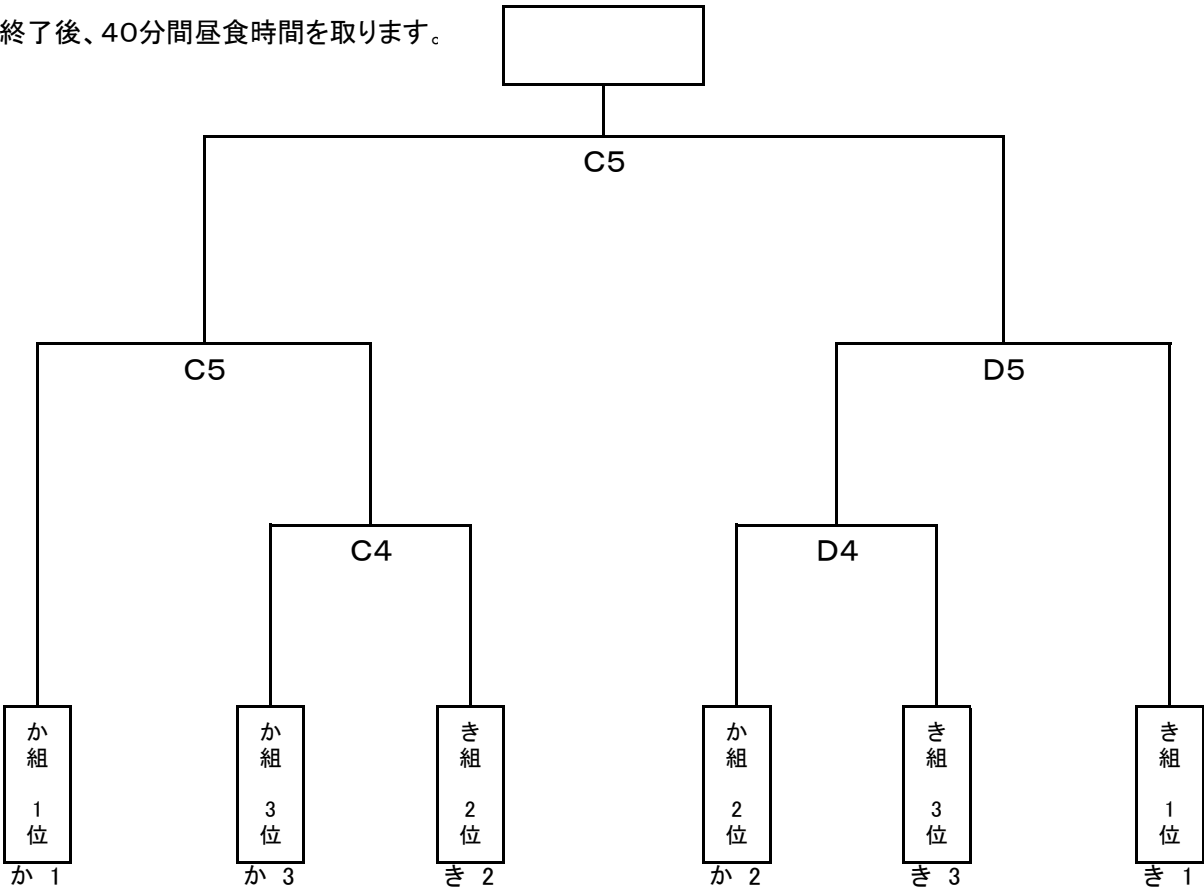 終了後、40分間昼食時間を取ります。
C5
C5
D5
C4
D4
か組 1位
か組 3位
き組 2位
か組 2位
き組 3位
き組 1位
か 1
か 3
き 2
か 2
き 3
き 1